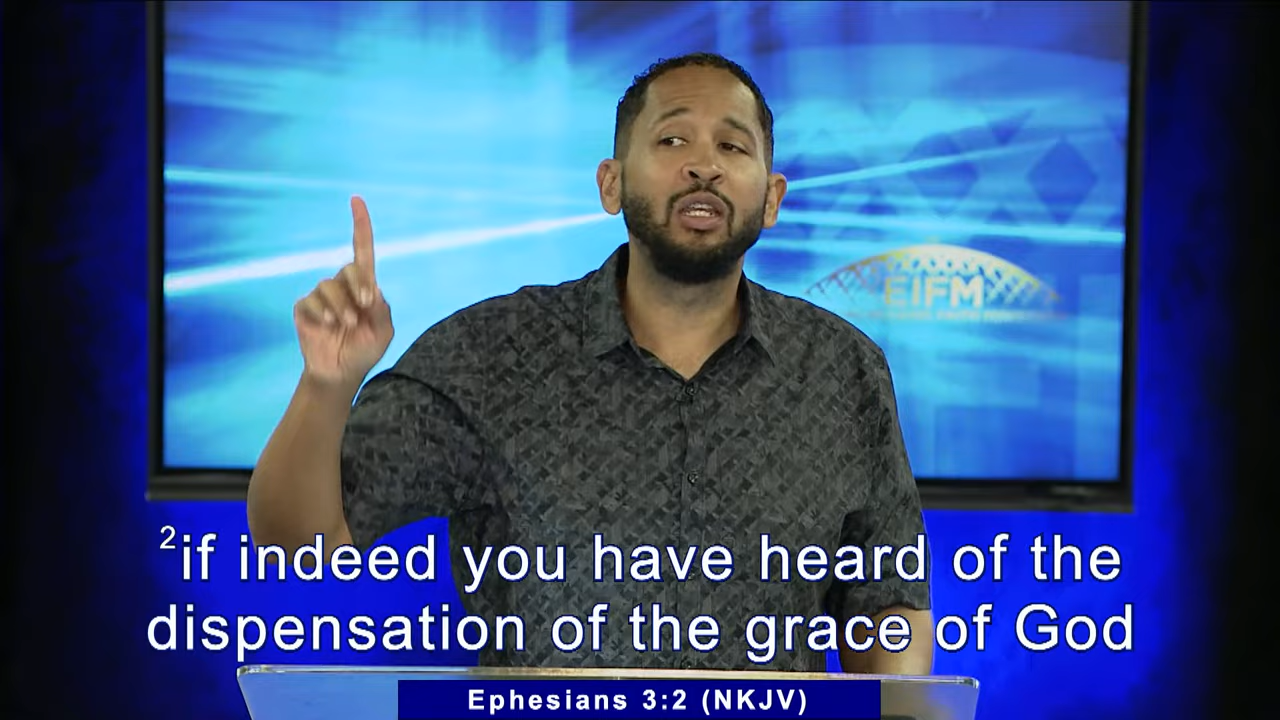 EIFM
²if indeed you have heard of the
dispensation of the grace of God
Ephesians 3:2 (NKJV)